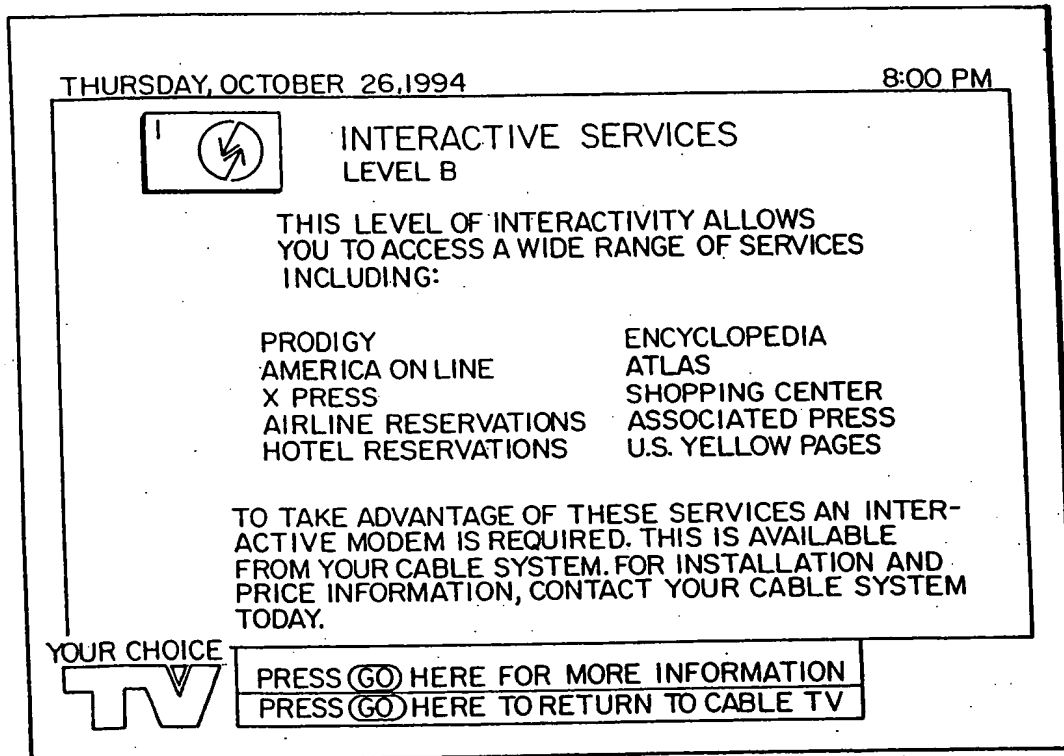 THURSDAY, OCTOBER 26, 1994 8:00 PM
1
INTERACTIVE SERVICES
LEVEL B
THIS LEVEL OF INTERACTIVITY ALLOWS
YOU TO ACCESS A WIDE RANGE OF SERVICES
INCLUDING:
PRODIGY ENCYCLOPEDIA
AMERICA ON LINE ATLAS
X PRESS SHOPPING CENTER
AIRLINE RESERVATIONS ASSOCIATED PRESS
HOTEL RESERVATIONS U.S. YELLOW PAGES
TO TAKE ADVANTAGE OF THESE SERVICES AN INTER-
ACTIVE MODEM IS REQUIRED. THIS IS AVAILABLE
FROM YOUR CABLE SYSTEM. FOR INSTALLATION AND
PRICE INFORMATION, CONTACT YOUR CABLE SYSTEM
TODAY.
YOUR CHOICE
TV
PRESS GO HERE FOR MORE INFORMATION
PRESS GO HERE TO RETURN TO CABLE TV